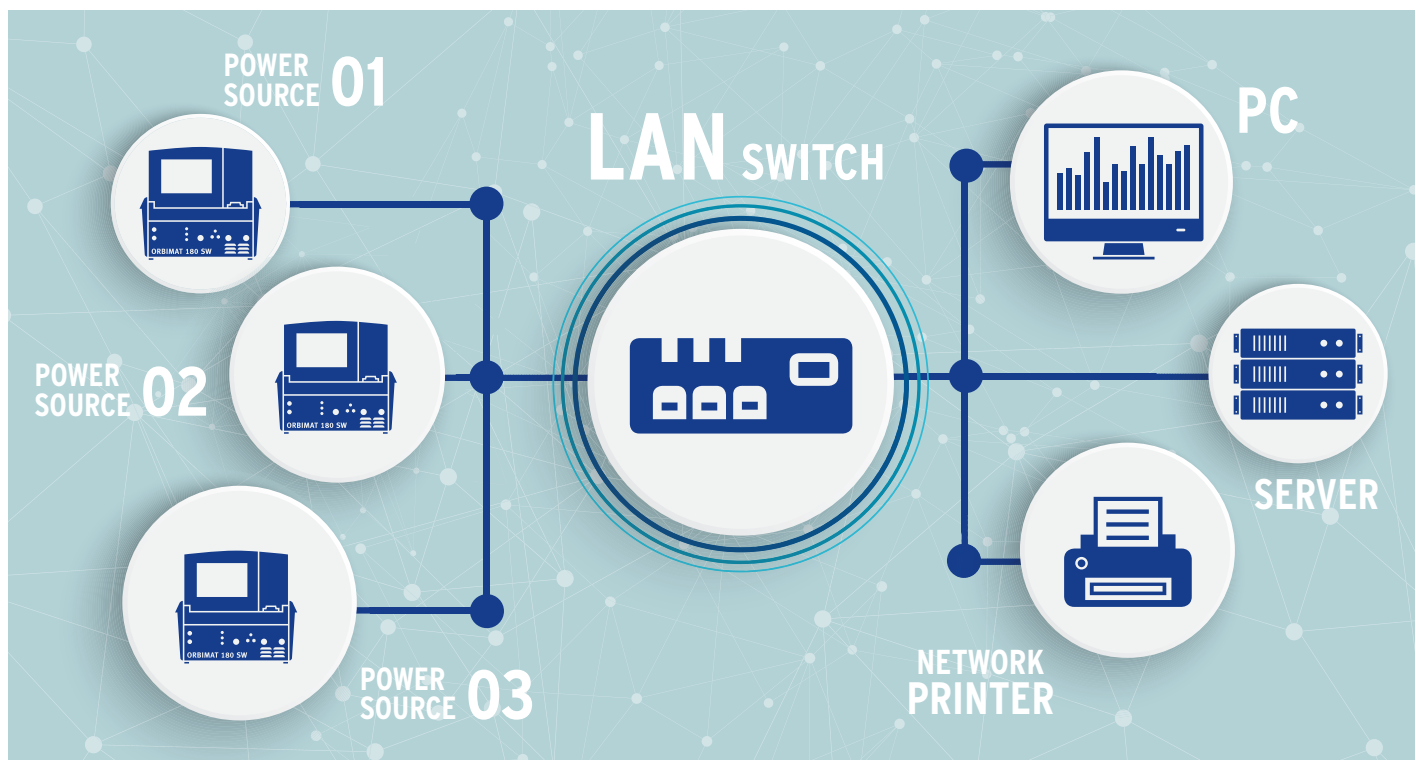 POWER
SOURCE 01
ORBIMAT 180 SW
POWER
SOURCE 02
ORBIMAT 180 SW
ORBIMAT 180 SW
POWER
SOURCE 03
LAN SWITCH
PC
SERVER
NETWORK
PRINTER